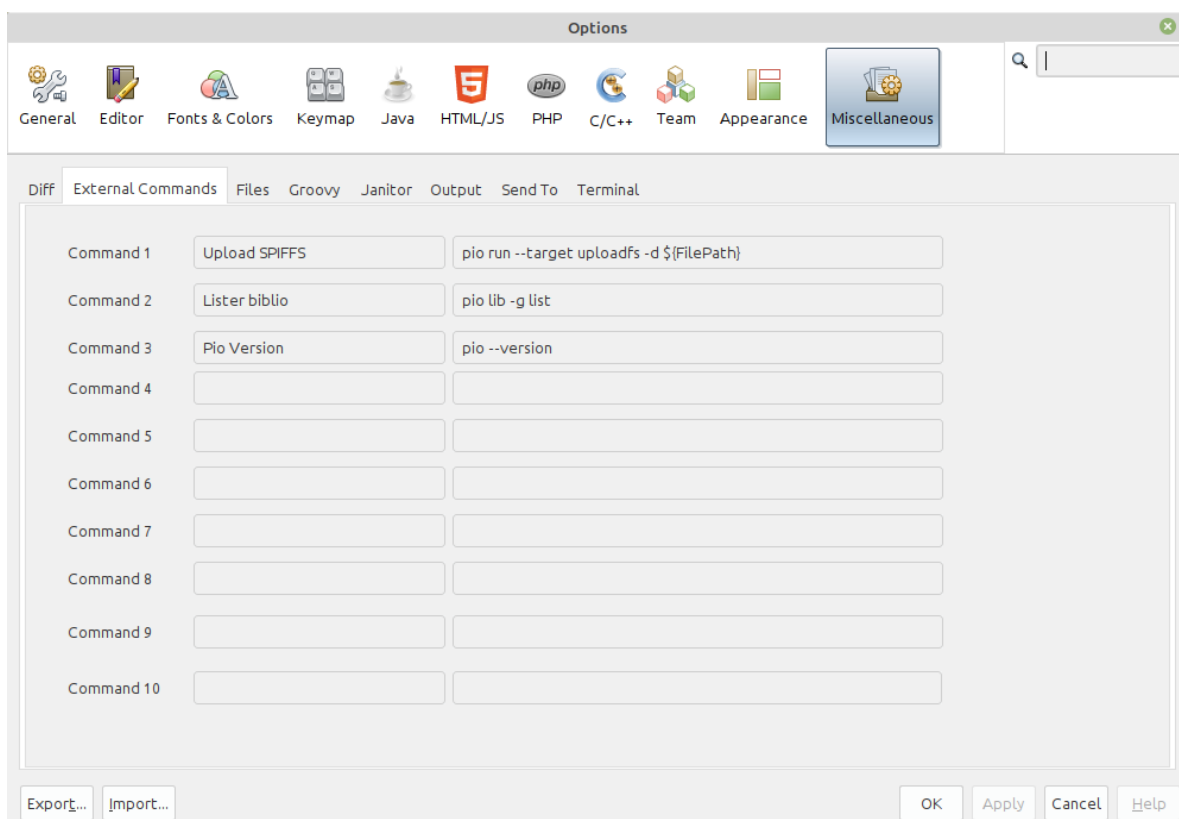 Options
General Editor Fonts & Colors Keymap Java HTML/JS php PHP C/C++ Team Appearance Miscellaneous
Diff External Commands Files Groovy Janitor Output Send To Terminal
Command 1 Upload SPIFFS pio run --target uploadfs -d ${FilePath}
Command 2 Lister biblio pio lib -g list
Command 3 Pio Version pio --version
Command 4
Command 5
Command 6
Command 7
Command 8
Command 9
Command 10
Export... Import... OK Apply Cancel Help